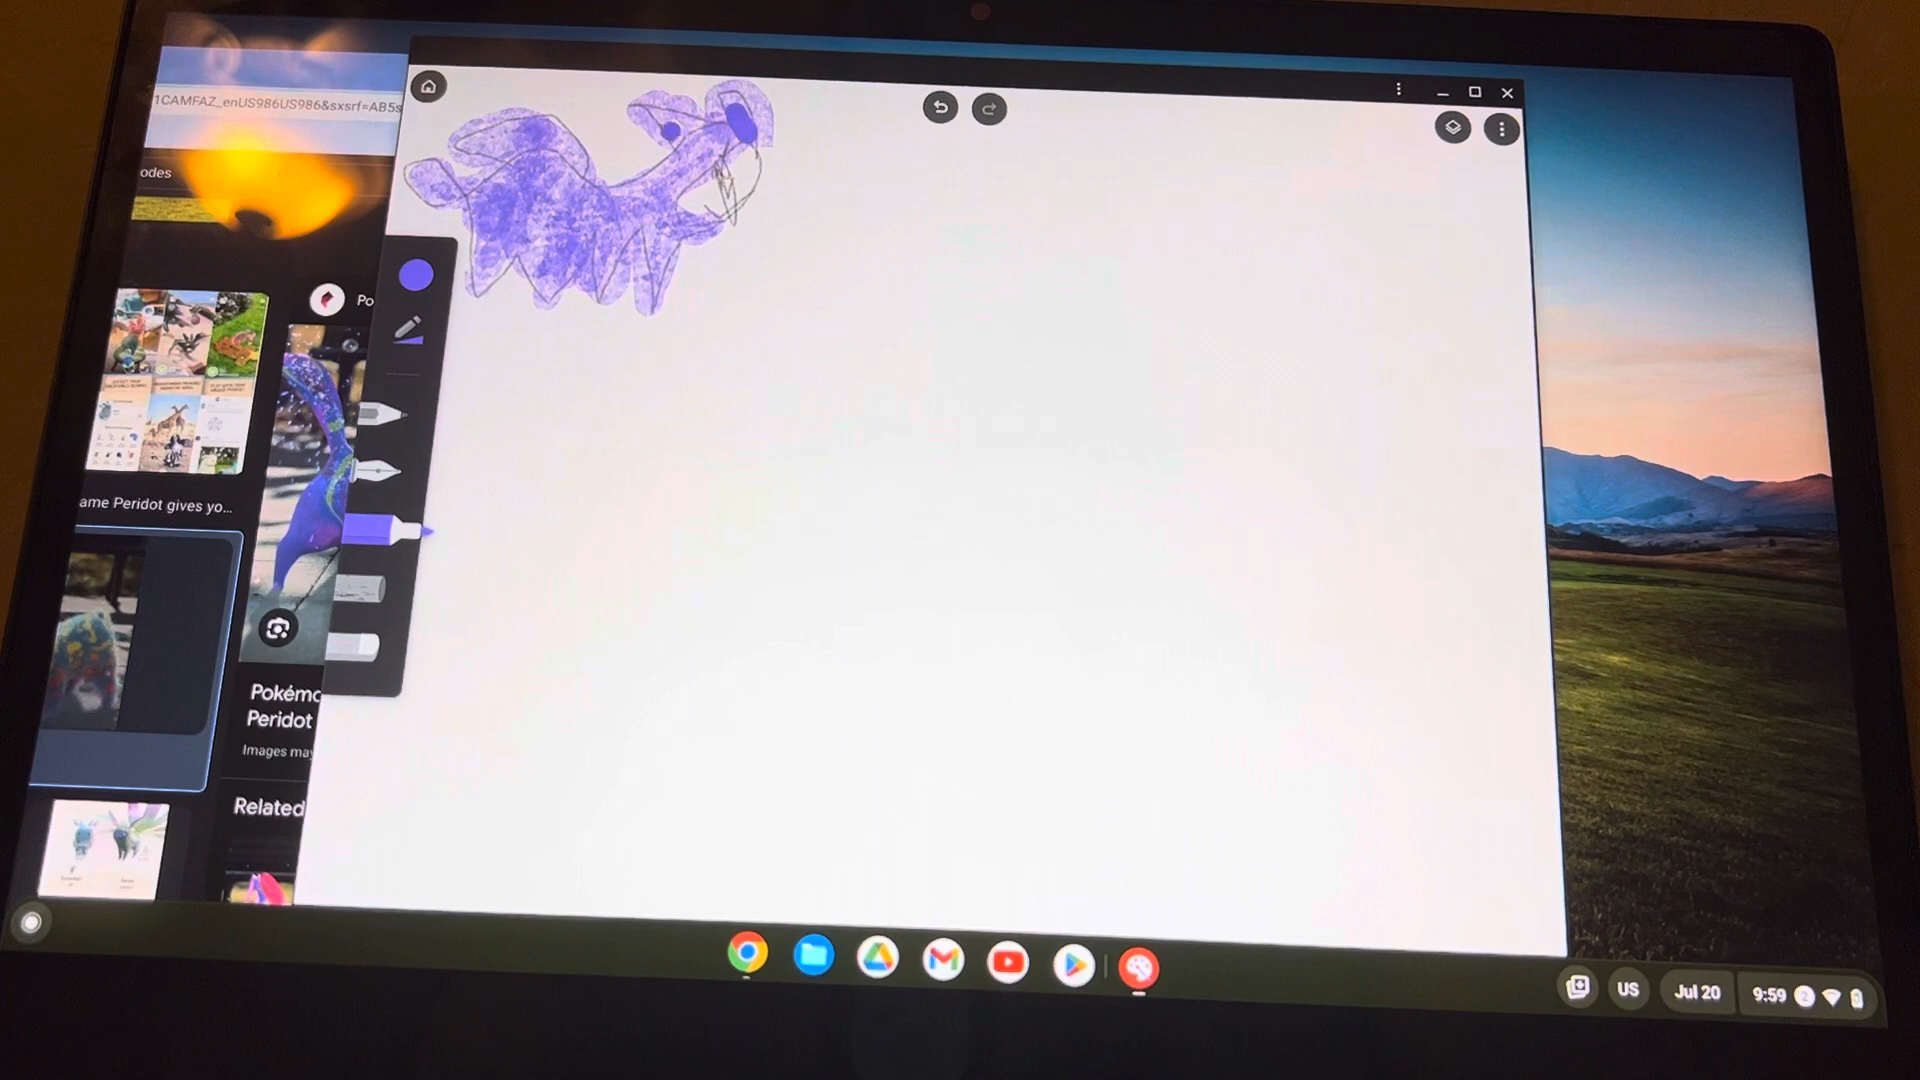 1CAMFAZ_enUS986US986&sxsrf=AB5s
odes
Po
ame Peridot gives yo...
Pokémo
Peridot
Images may
Related
US
Jul 20
9:59
2